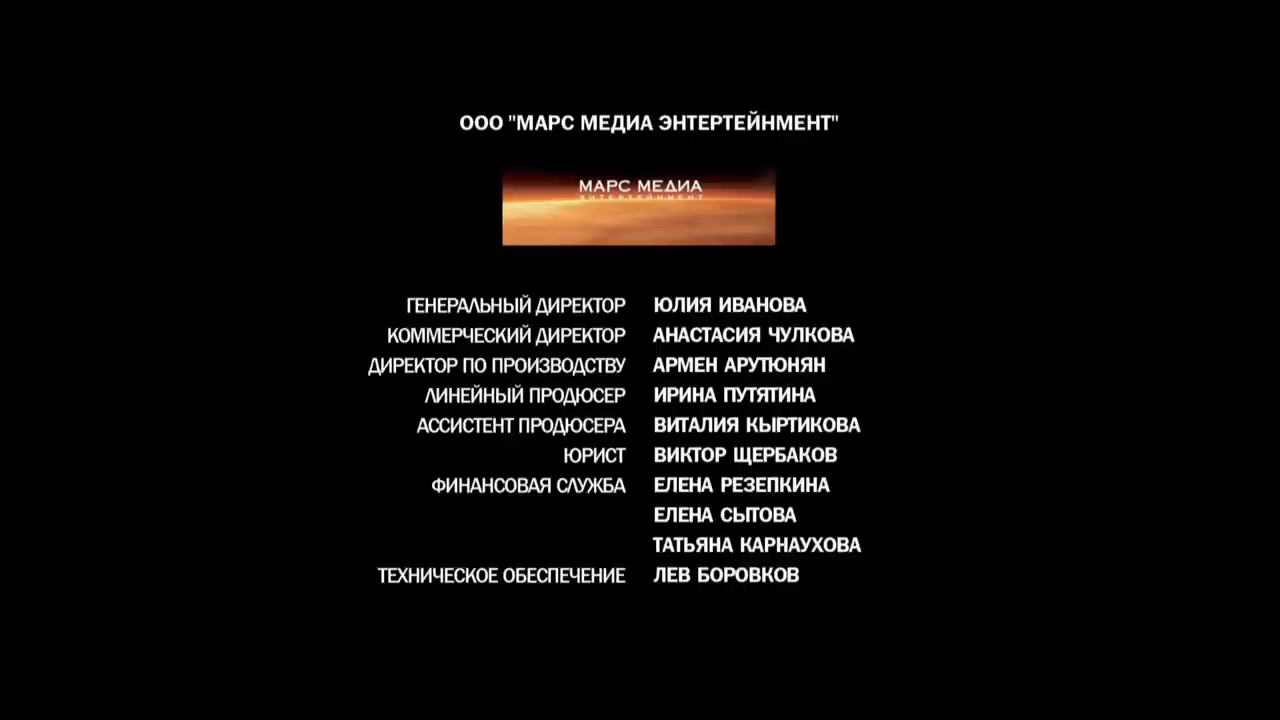 ООО "МАРС МЕДИА ЭНТЕРТЕЙНМЕНТ"
МАРС МЕДИА
ЭНТЕРТЕЙНМЕНТ
ГЕНЕРАЛЬНЫЙ ДИРЕКТОР ЮЛИЯ ИВАНОВА
КОММЕРЧЕСКИЙ ДИРЕКТОР АНАСТАСИЯ ЧУЛКОВА
ДИРЕКТОР ПО ПРОИЗВОДСТВУ АРМЕН АРУТЮНЯН
ЛИНЕЙНЫЙ ПРОДЮСЕР ИРИНА ПУТЯТИНА
АССИСТЕНТ ПРОДЮСЕРА ВИТАЛИЯ КЫРТИКОВА
ЮРИСТ ВИКТОР ЩЕРБАКОВ
ФИНАНСОВАЯ СЛУЖБА ЕЛЕНА РЕЗЕПКИНА
ЕЛЕНА СЫТОВА
ТАТЬЯНА КАРНАУХОВА
ТЕХНИЧЕСКОЕ ОБЕСПЕЧЕНИЕ ЛЕВ БОРОВКОВ